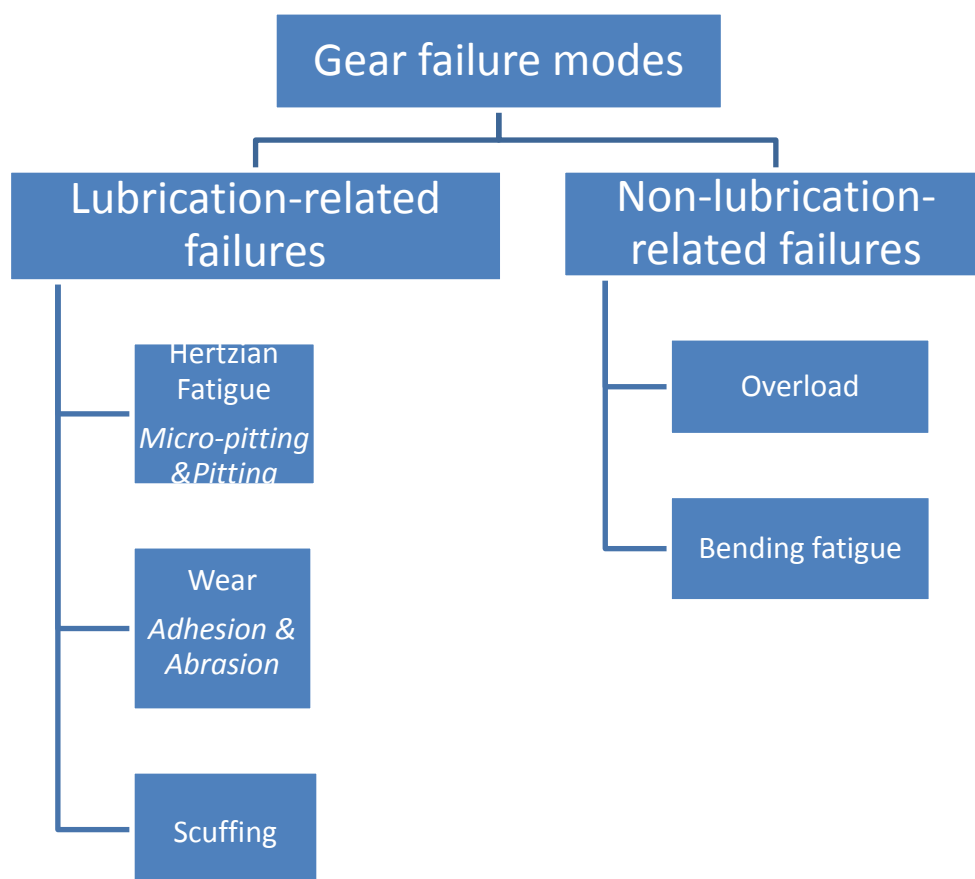 Gear failure modes
Lubrication-related
failures
Non-lubrication-
related failures
Hertzian
Fatigue
Micro-pitting
&Pitting
Wear
Adhesion &
Abrasion
Scuffing
Overload
Bending fatigue